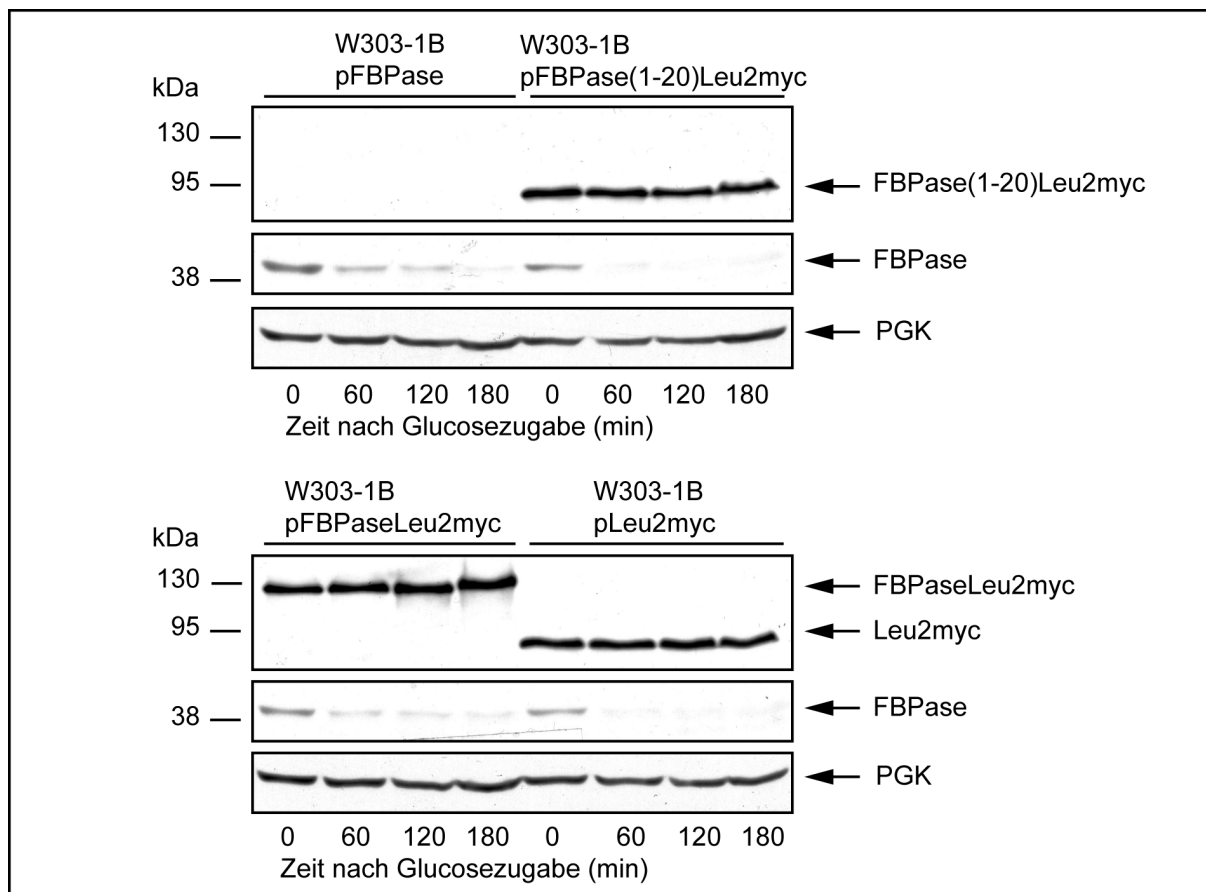 W303-1B
pFBPase
W303-1B
pFBPase(1-20)Leu2myc
kDa
130
95
FBPase(1-20)Leu2myc
38
FBPase
PGK
0 60 120 180 0 60 120 180
Zeit nach Glucosezugabe (min)
W303-1B
pFBPaseLeu2myc
W303-1B
pLeu2myc
kDa
130
FBPaseLeu2myc
95
Leu2myc
38
FBPase
PGK
0 60 120 180 0 60 120 180
Zeit nach Glucosezugabe (min)